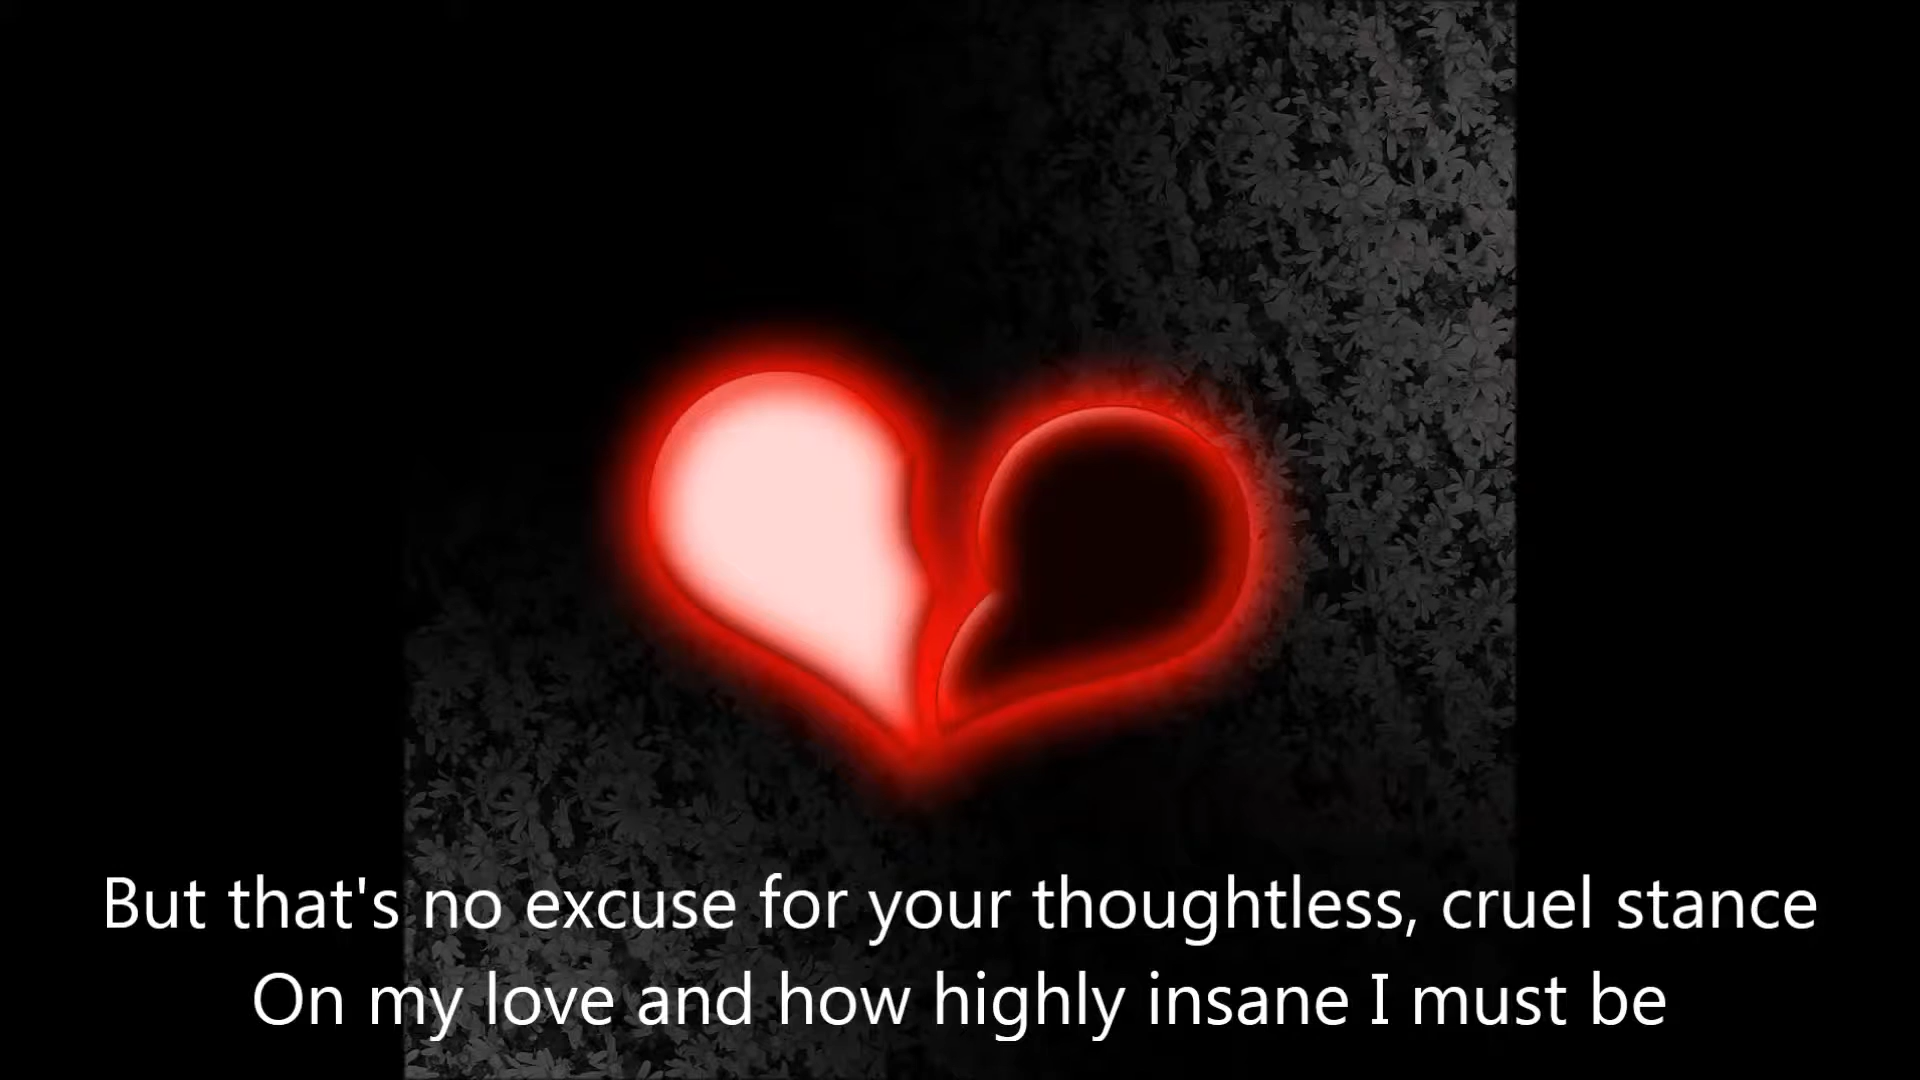 But that's no excuse for your thoughtless, cruel stance
On my love and how highly insane I must be